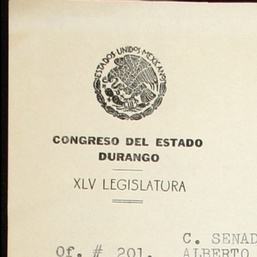 ESTADOS UNIDOS MEXICANOS
CONGRESO DEL ESTADO
DURANGO
XLV LEGISLATURA
C. SENAD
Of. # 201. ALBERTO